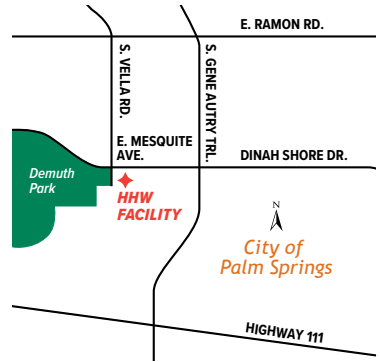 E. RAMON RD.
S. VELLA RD.
S. GENE AUTRY TRL.
E. MESQUITE
AVE.
DINAH SHORE DR.
Demuth
Park
HHW
FACILITY
N
City of
Palm Springs
HIGHWAY 111